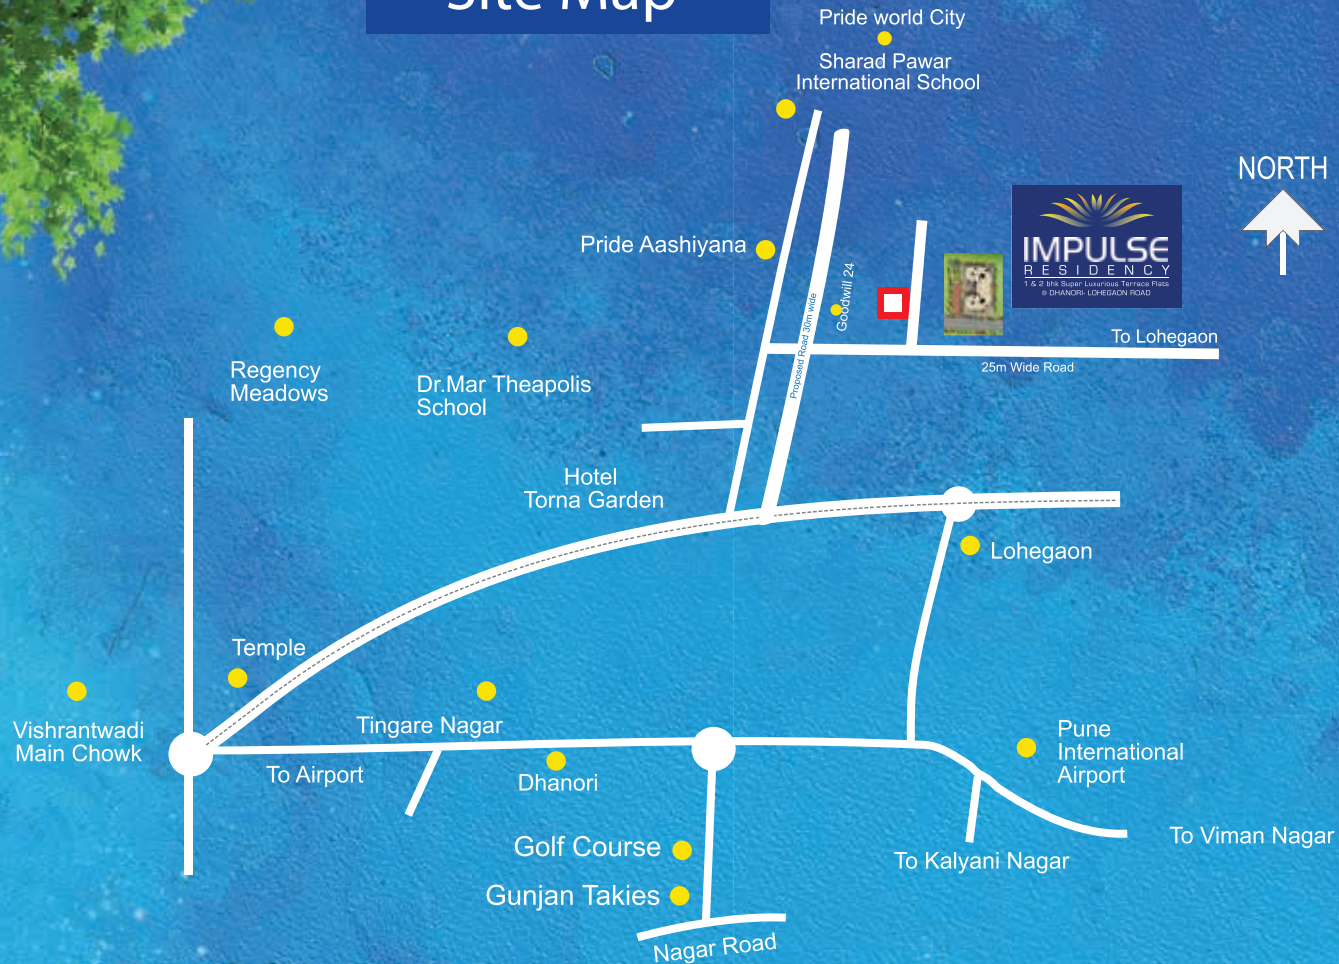 Site Map
Pride world City
Sharad Pawar
International School
NORTH
IMPULSE
RESIDENCY
1 & 2 bhk Super Luxurious Terrace Flats
@ DHANORI- LOHEGAON ROAD
Pride Aashiyana
Goodwill 24
Proposed Road 30m wide
To Lohegaon
25m Wide Road
Regency
Meadows
Dr.Mar Theapolis
School
Hotel
Torna Garden
Lohegaon
Temple
Vishrantwadi
Main Chowk
Tingare Nagar
To Airport
Dhanori
Pune
International
Airport
Golf Course
Gunjan Takies
Nagar Road
To Kalyani Nagar
To Viman Nagar